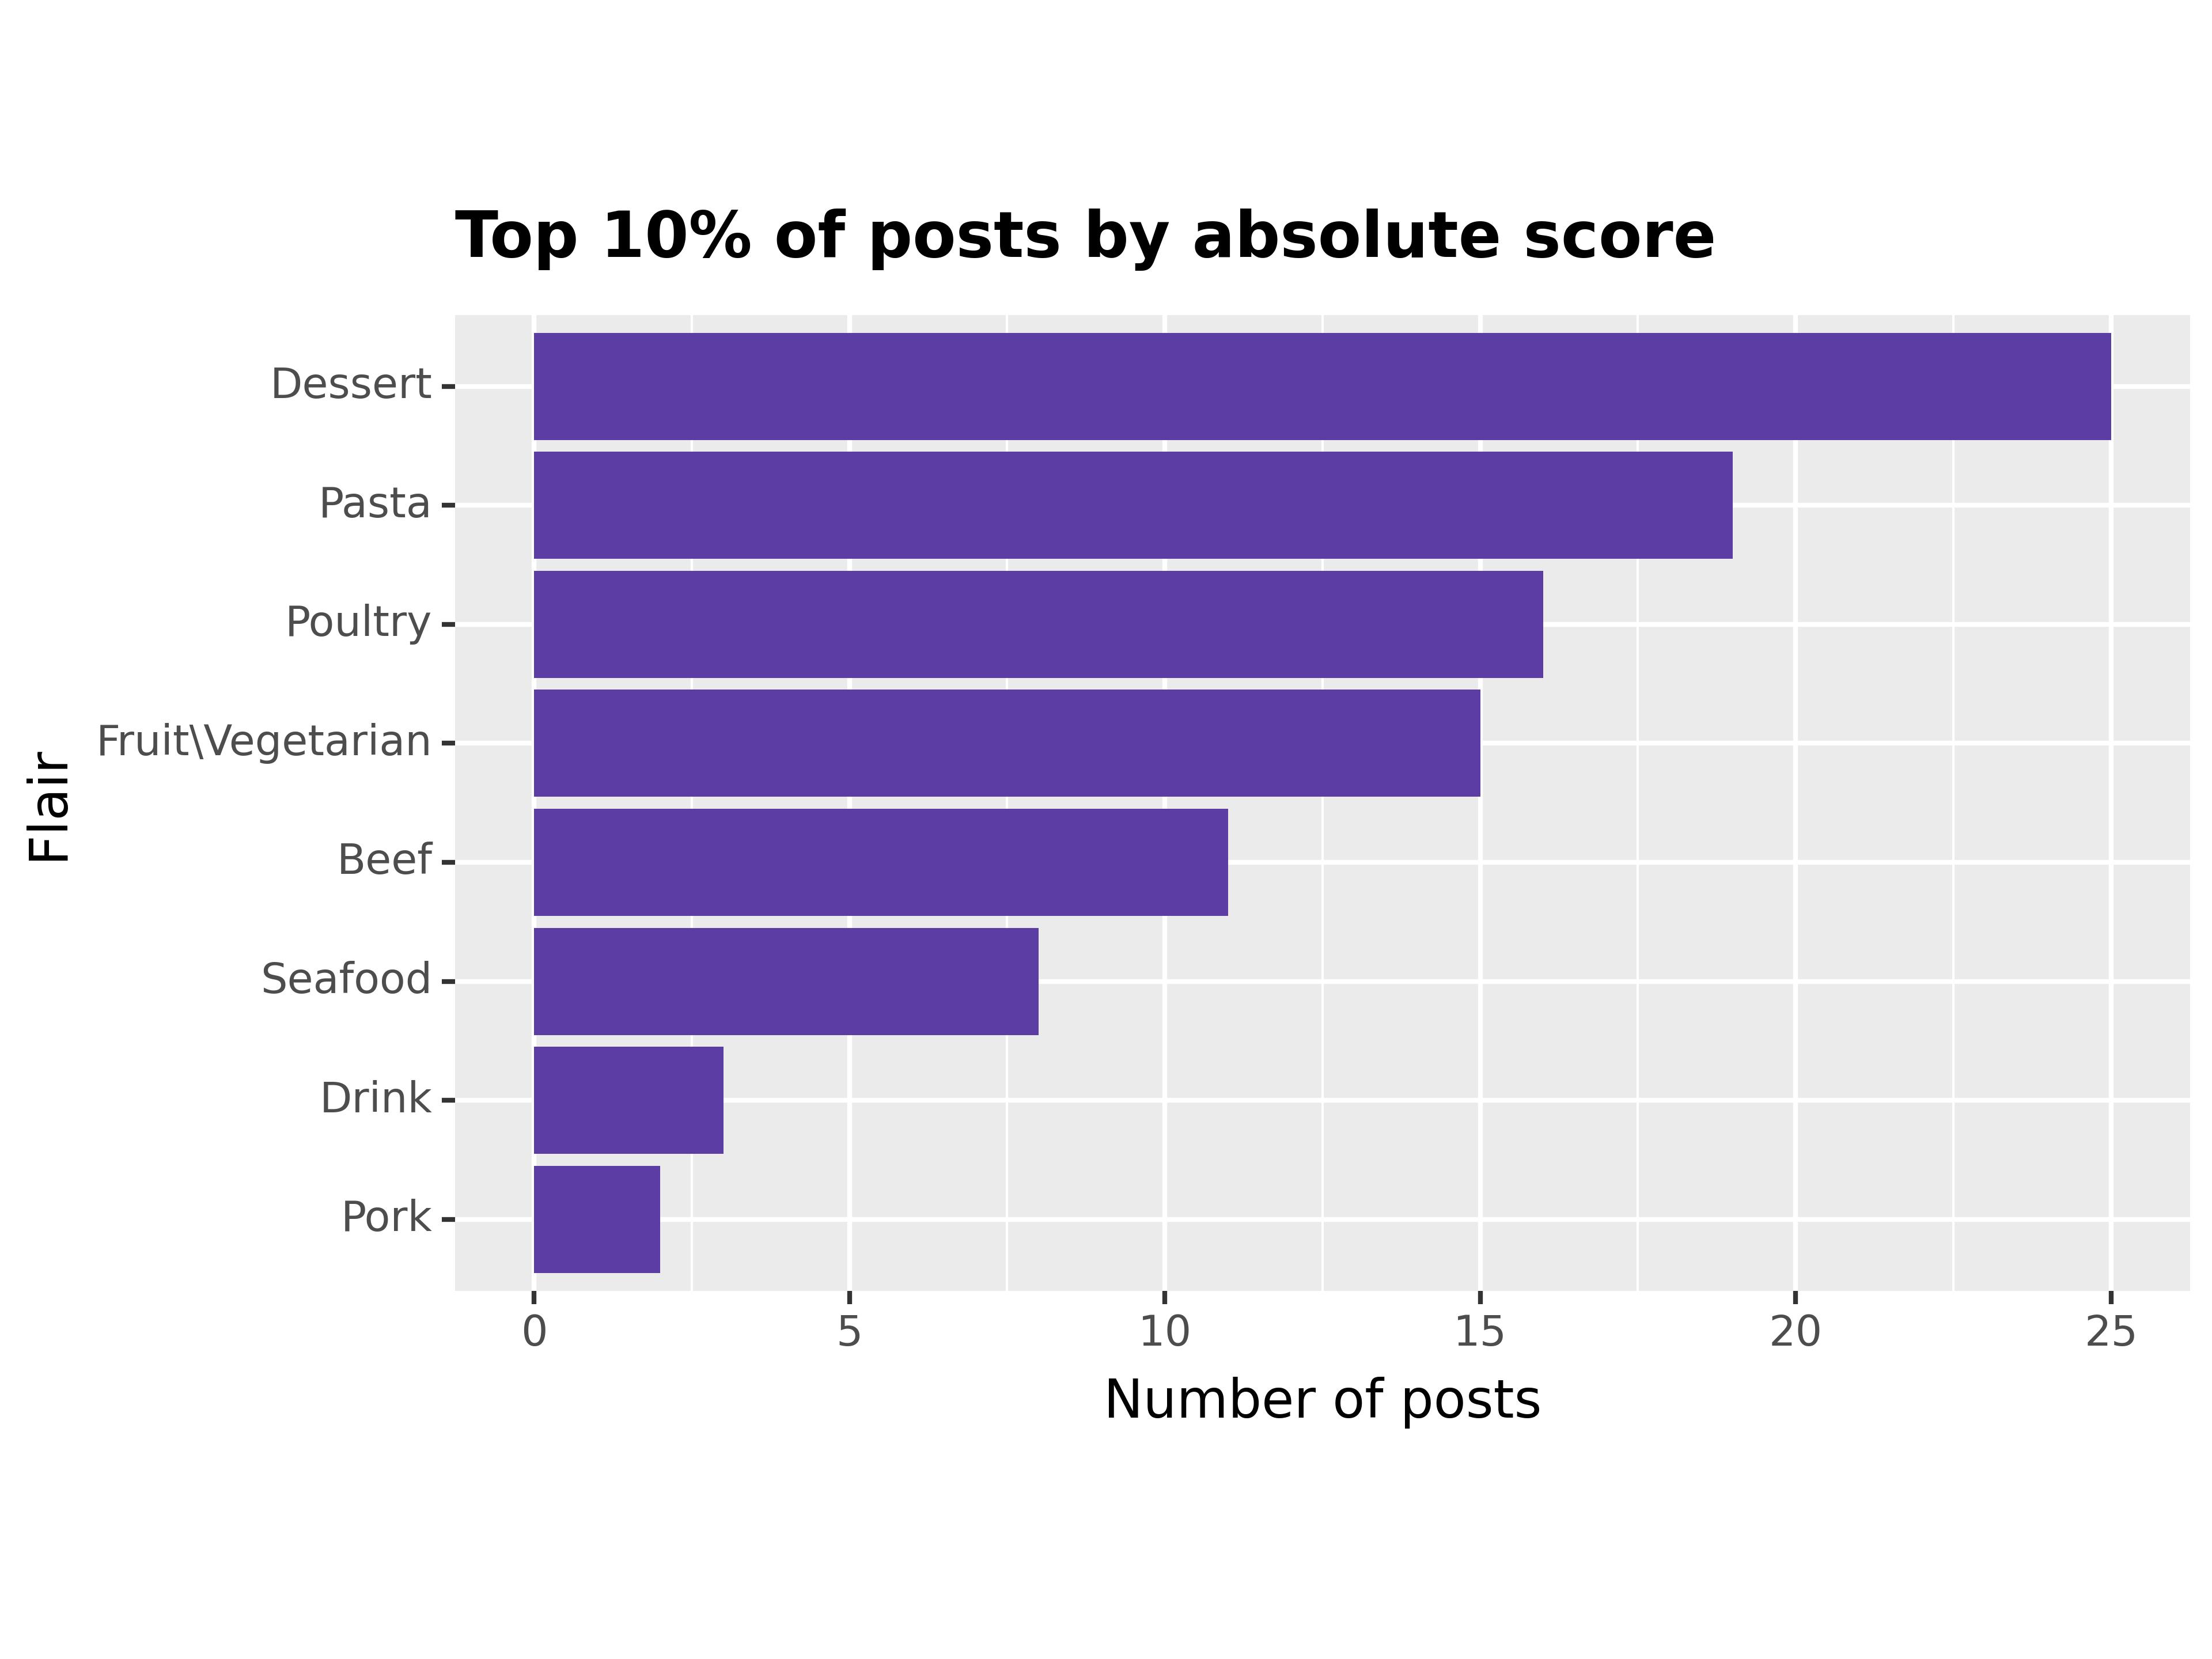 Top 10% of posts by absolute score
Flair
Dessert
Pasta
Poultry
Fruit\Vegetarian
Beef
Seafood
Drink
Pork
0 5 10 15 20 25
Number of posts